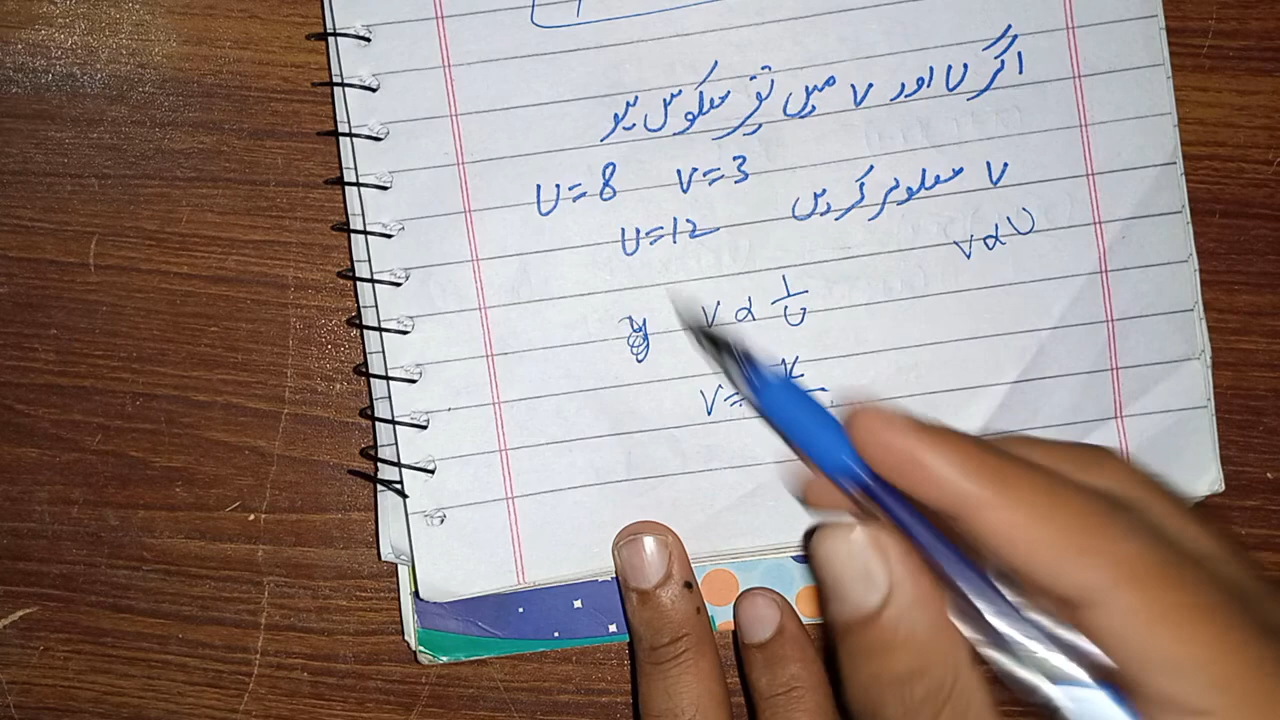 اگر U اور V میں تغیر معکوس ہو
U=8 V=3
V معلوم کریں U=12
V∝U
V ∝ 1/U
V= K